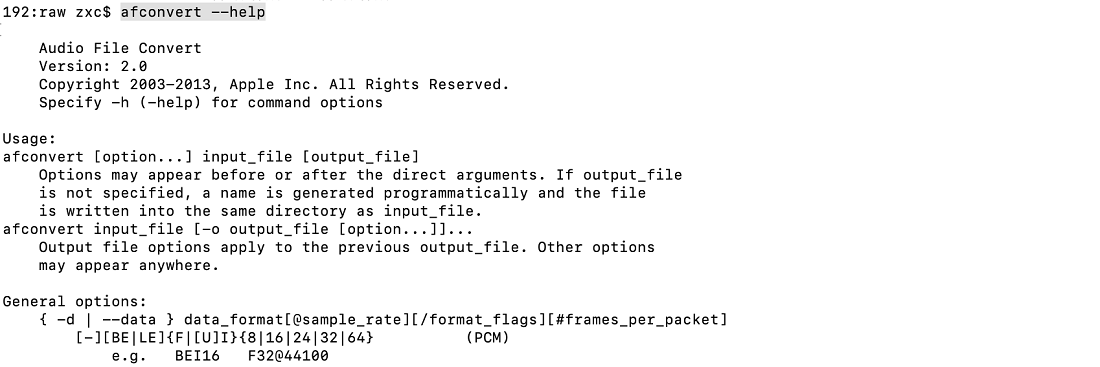 192:raw zxc$ afconvert --help
Audio File Convert
Version: 2.0
Copyright 2003-2013, Apple Inc. All Rights Reserved.
Specify -h (-help) for command options
Usage:
afconvert [option...] input_file [output_file]
Options may appear before or after the direct arguments. If output_file
is not specified, a name is generated programmatically and the file
is written into the same directory as input_file.
afconvert input_file [-o output_file [option...]]...
Output file options apply to the previous output_file. Other options
may appear anywhere.
General options:
{ -d | --data } data_format[@sample_rate][/format_flags][#frames_per_packet]
[-][BE|LE]{F|[U]I}{8|16|24|32|64} (PCM)
e.g. BEI16 F32@44100